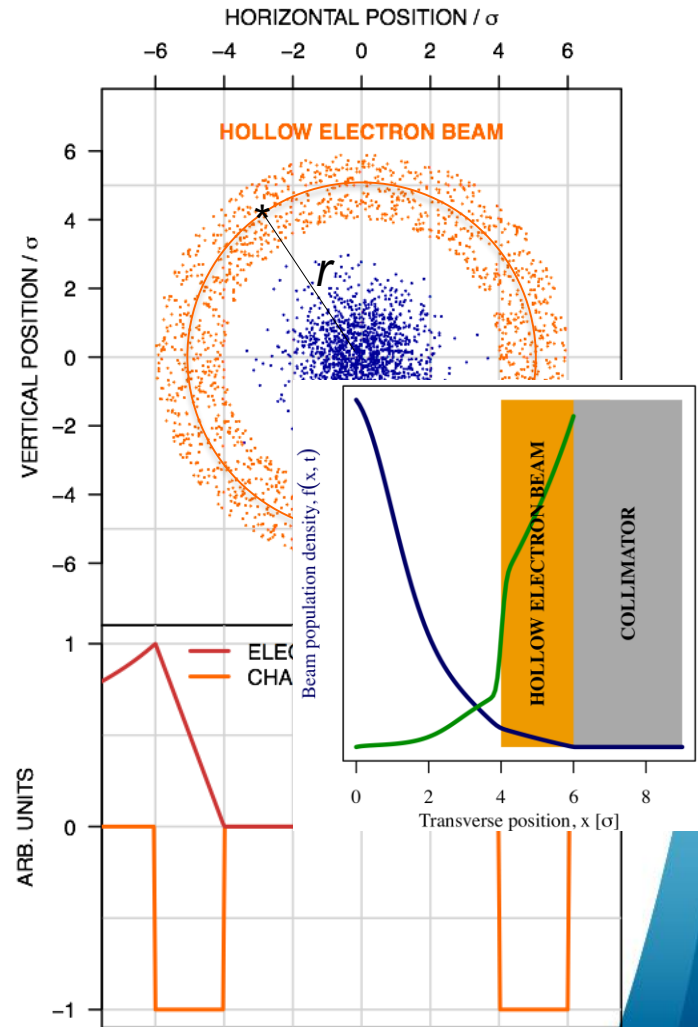 HORIZONTAL POSITION / σ
−6 −4 −2 0 2 4 6
HOLLOW ELECTRON BEAM
VERTICAL POSITION / σ
6
4
2
0
−2
−4
−6
*
r
Beam population density, f(x, t)
HOLLOW ELECTRON BEAM
COLLIMATOR
0 2 4 6 8
Transverse position, x [σ]
ELEC
CHA
ARB. UNITS
1
0
−1